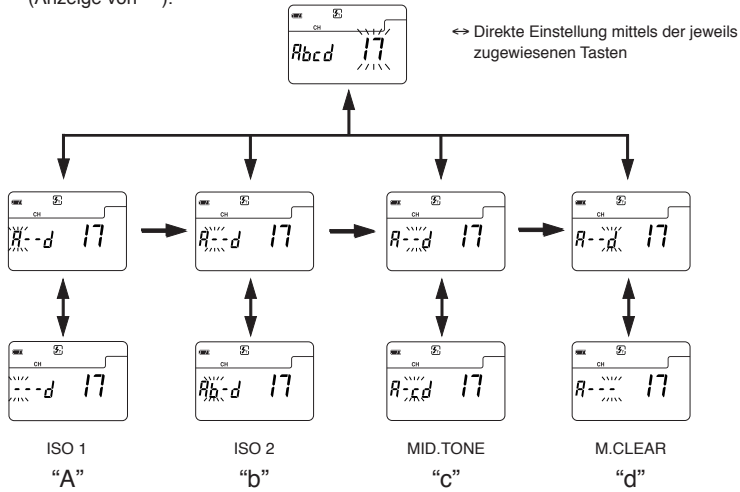 (Anzeige von "-").
CH
Abcd 17
↔ Direkte Einstellung mittels der jeweils
zugewiesenen Tasten
CH
A--d 17
CH
A--d 17
CH
A--d 17
CH
A--d 17
CH
---d 17
CH
Ab-d 17
CH
A-cd 17
CH
A--- 17
ISO 1
ISO 2
MID.TONE
M.CLEAR
“A”
“b”
“c”
“d”